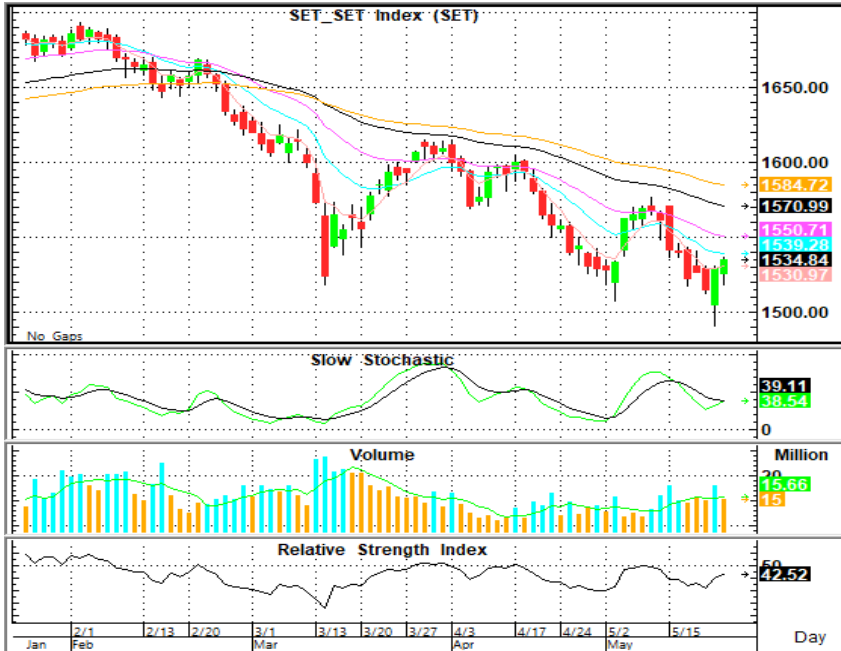 SET_SET Index (SET)
1650.00
1600.00
1584.72
1570.99
1550.71
1539.28
1534.84
1530.97
1500.00
No Gaps
Slow Stochastic
39.11
38.54
0
Volume
Million
20
15.66
15
Relative Strength Index
50
42.52
2/1 2/13 2/20 3/1 3/13 3/20 3/27 4/3 4/17 4/24 5/2 5/15
Jan Feb Mar Apr May
Day